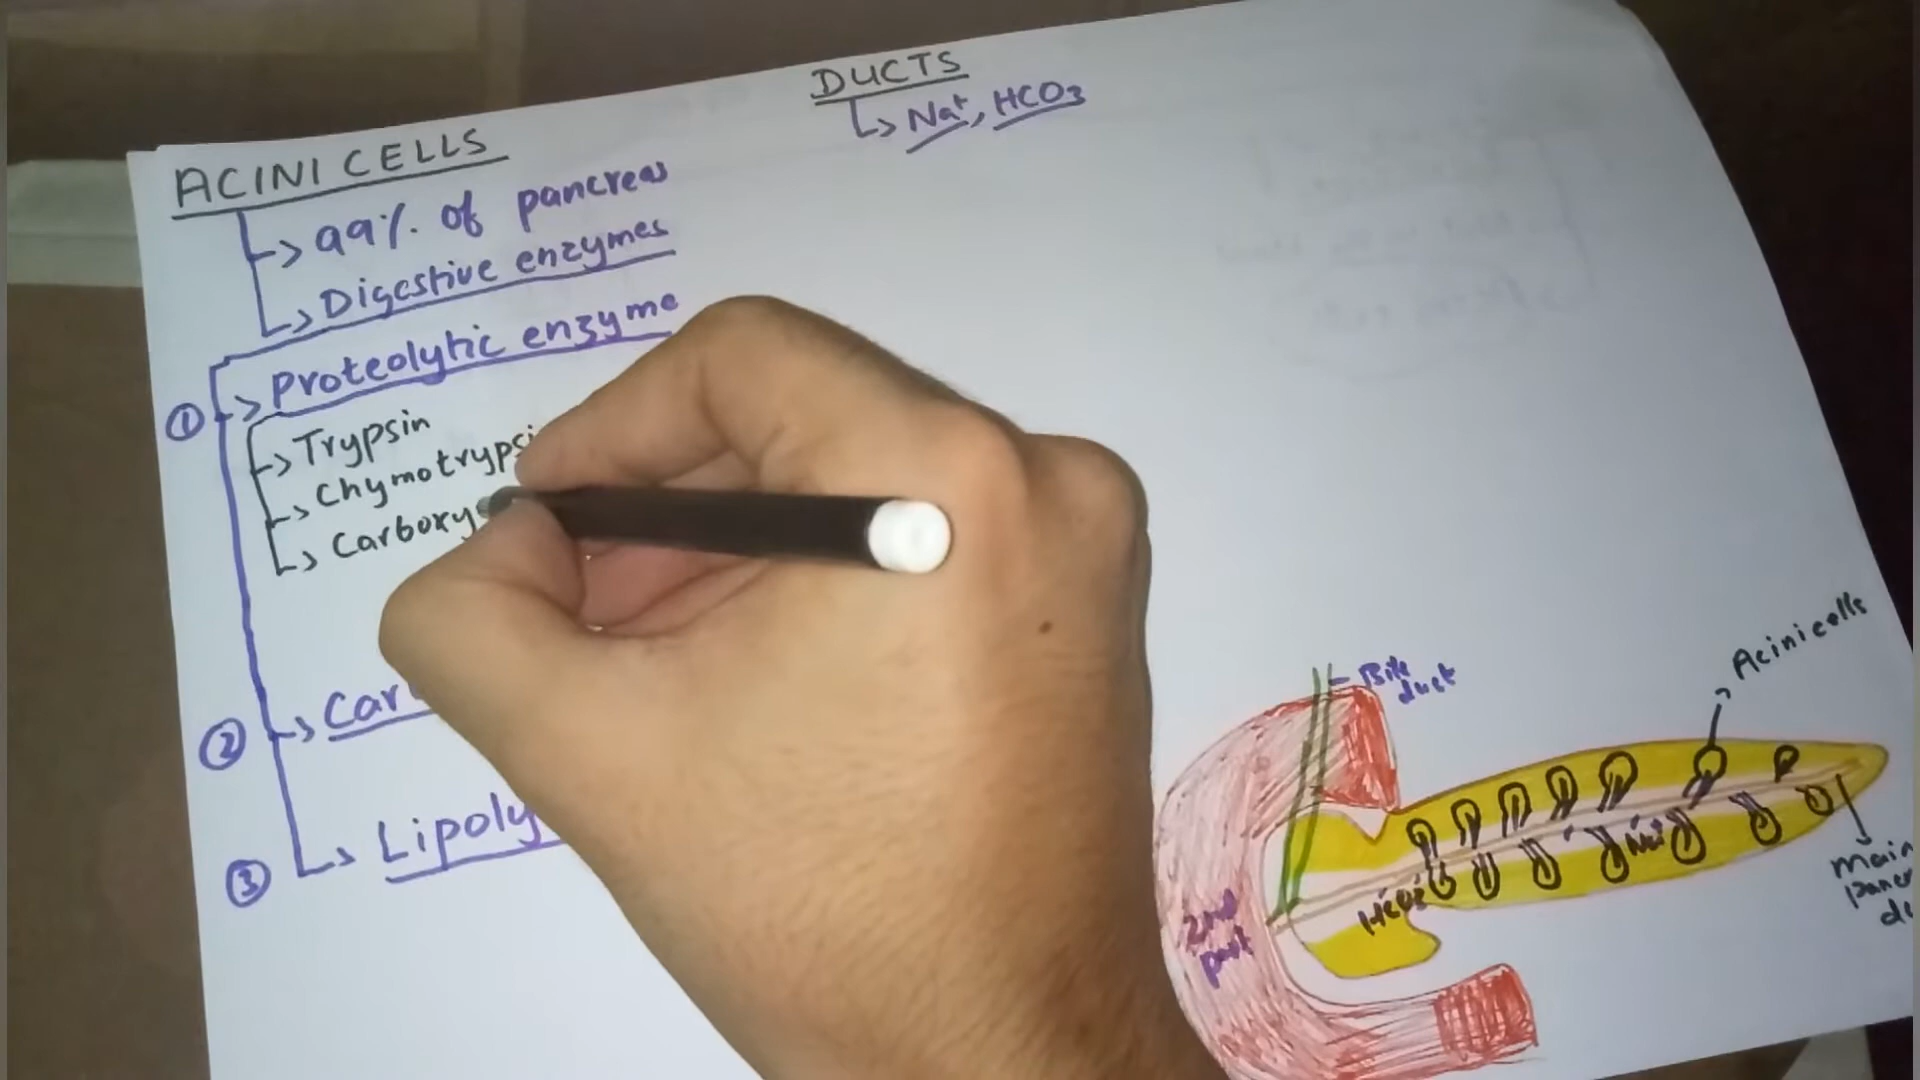 DUCTS
Na⁺, HCO3
ACINI CELLS
99% of pancreas
Digestive enzymes
① Proteolytic enzyme
Trypsin
Chymotrypsi
Carboxy
② Car
③ Lipoly
Acini cells
Bile duct
Main
2nd
part